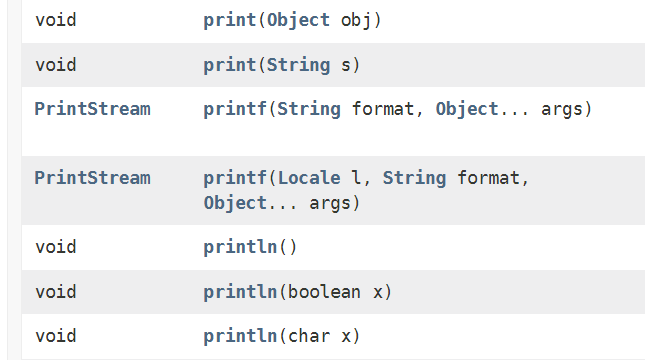 void print(Object obj)
void print(String s)
PrintStream printf(String format, Object... args)
PrintStream printf(Locale l, String format,
Object... args)
void println()
void println(boolean x)
void println(char x)